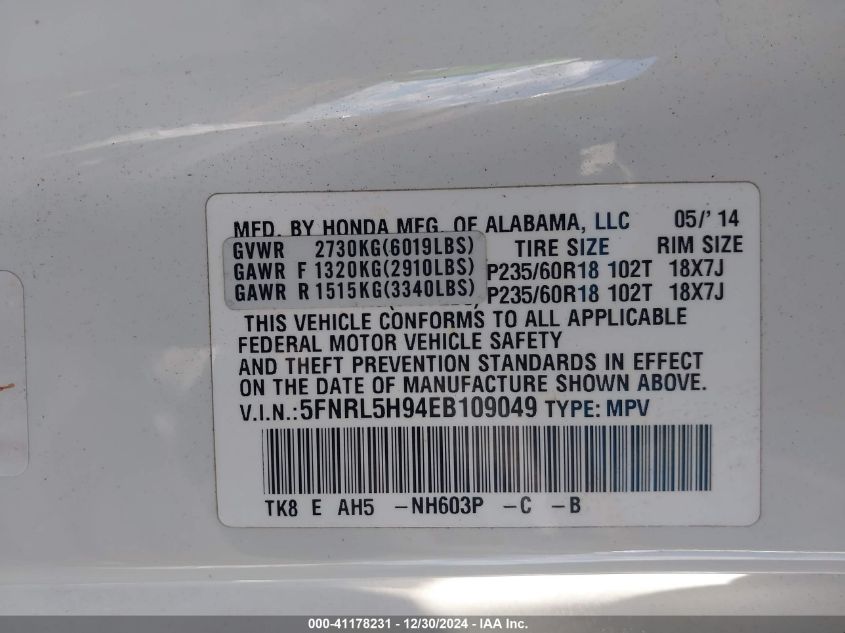 MFD. BY HONDA MFG. OF ALABAMA, LLC 05/' 14
GVWR 2730KG(6019LBS) TIRE SIZE RIM SIZE
GAWR F 1320KG(2910LBS) P235/60R18 102T 18X7J
GAWR R 1515KG(3340LBS) P235/60R18 102T 18X7J
THIS VEHICLE CONFORMS TO ALL APPLICABLE
FEDERAL MOTOR VEHICLE SAFETY
AND THEFT PREVENTION STANDARDS IN EFFECT
ON THE DATE OF MANUFACTURE SHOWN ABOVE.
V.I.N.:5FNRL5H94EB109049 TYPE: MPV
TK8 E AH5 -NH603P -C -B
000-41178231 - 12/30/2024 - IAA Inc.